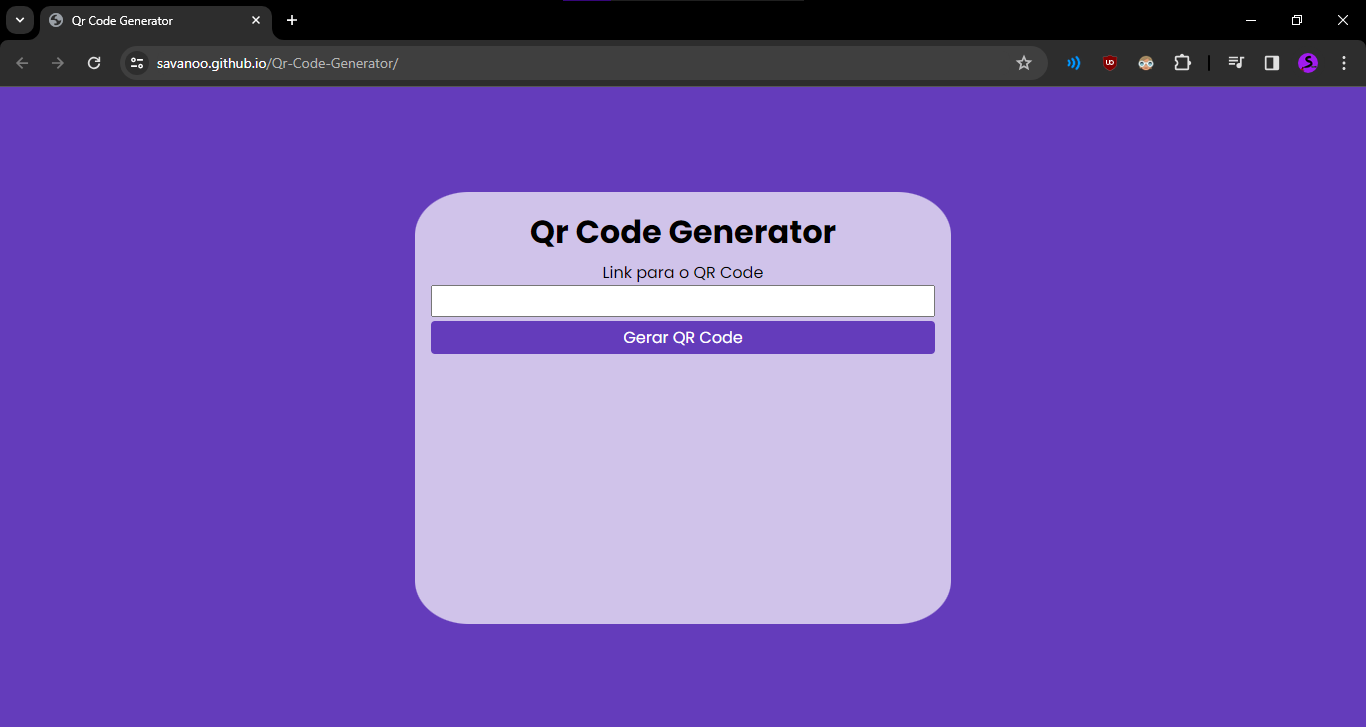 Qr Code Generator
savanoo.github.io/Qr-Code-Generator/
Qr Code Generator
Link para o QR Code
Gerar QR Code